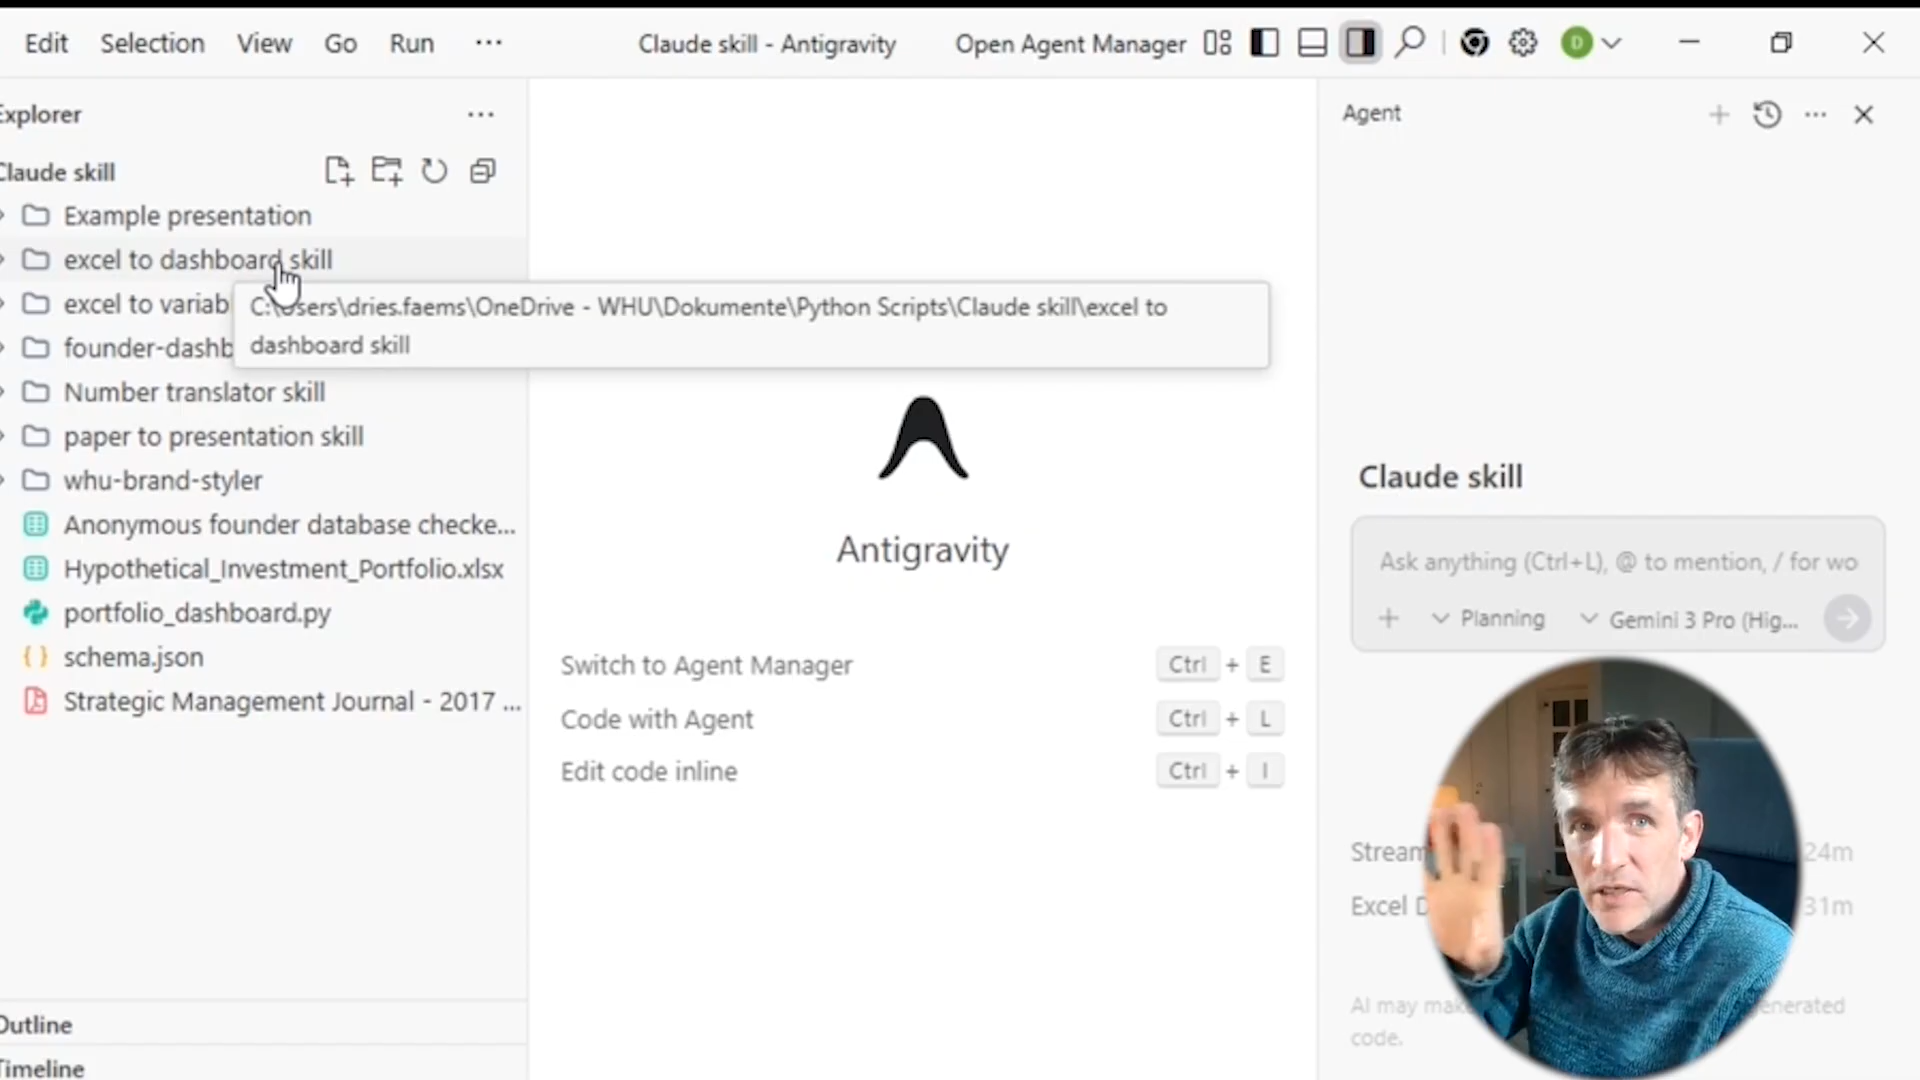 Edit Selection View Go Run
Claude skill - Antigravity
Open Agent Manager
D
Explorer
Claude skill
Example presentation
excel to dashboard skill
excel to variab
founder-dashb
Number translator skill
paper to presentation skill
whu-brand-styler
Anonymous founder database checke...
Hypothetical_Investment_Portfolio.xlsx
portfolio_dashboard.py
schema.json
Strategic Management Journal - 2017 ...
Outline
Timeline
C:\Users\dries.faems\OneDrive - WHU\Dokumente\Python Scripts\Claude skill\excel to
dashboard skill
Antigravity
Switch to Agent Manager Ctrl + E
Code with Agent Ctrl + L
Edit code inline Ctrl + I
Agent
Claude skill
Ask anything (Ctrl+L), @ to mention, / for wo
Planning Gemini 3 Pro (Hig...
Stream 24m
Excel D 31m
AI may mak enerated
code.